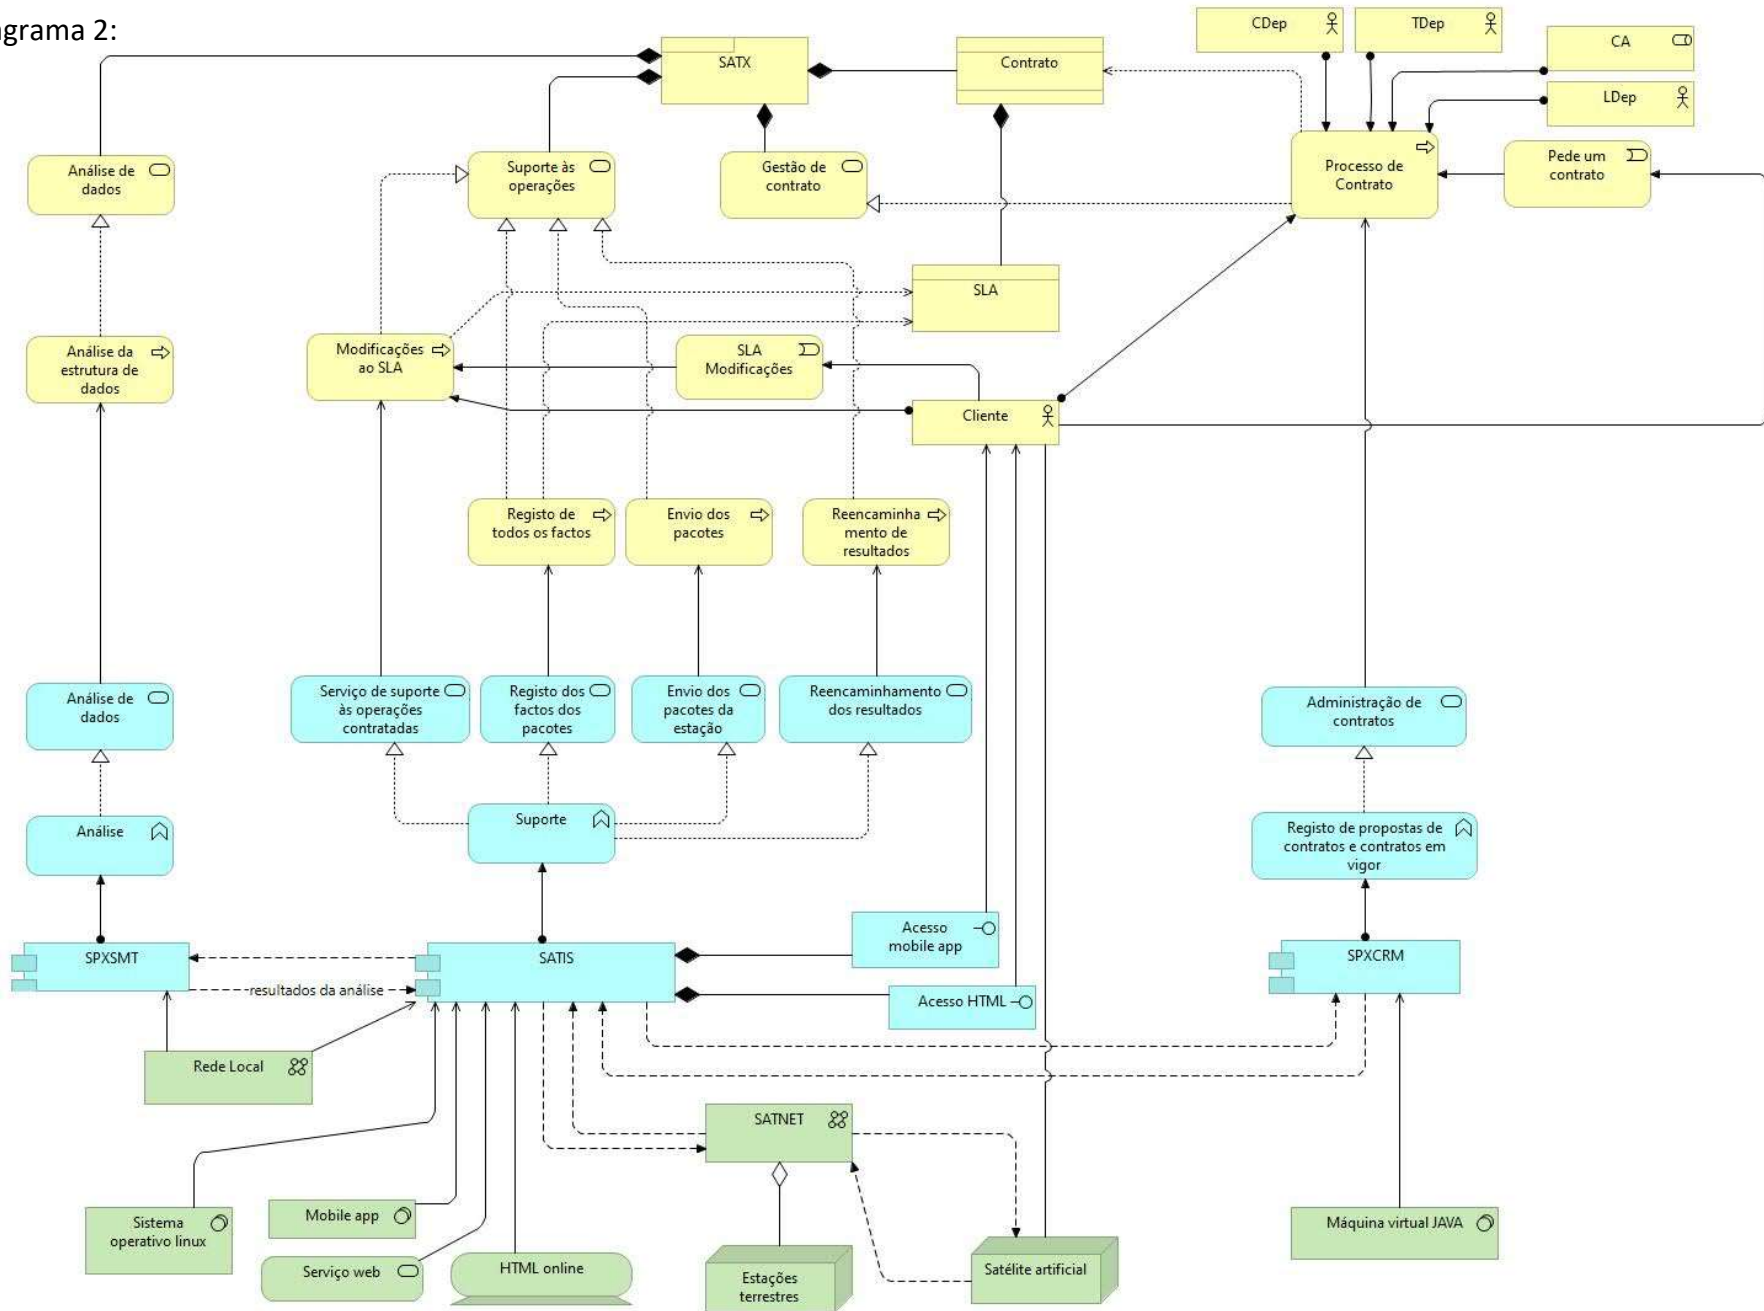 agrama 2:
CDep
TDep
CA
LDep
SATX
Contrato
Análise de
dados
Suporte às
operações
Gestão de
contrato
Processo de
Contrato
Pede um
contrato
SLA
Análise da
estrutura de
dados
Modificações
ao SLA
SLA
Modificações
Cliente
Registo de
todos os factos
Envio dos
pacotes
Reencaminha
mento de
resultados
Análise de
dados
Serviço de suporte
às operações
contratadas
Registo dos
factos dos
pacotes
Envio dos
pacotes da
estação
Reencaminhamento
dos resultados
Administração de
contratos
Análise
Suporte
Registo de propostas de
contratos e contratos em
vigor
Acesso
mobile app
SPXSMT
SATIS
SPXCRM
resultados da análise
Acesso HTML
Rede Local
SATNET
Sistema
operativo linux
Mobile app
Serviço web
HTML online
Estações
terrestres
Satélite artificial
Máquina virtual JAVA